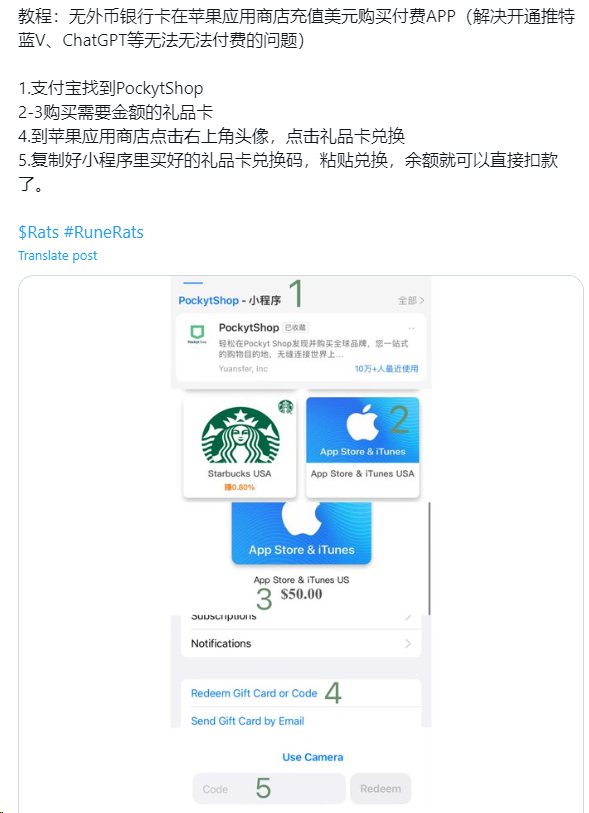 教程：无外币银行卡在苹果应用商店充值美元购买付费APP（解决开通推特
蓝V、ChatGPT等无法无法付费的问题）
1.支付宝找到PockytShop
2-3购买需要金额的礼品卡
4.到苹果应用商店点击右上角头像，点击礼品卡兑换
5.复制好小程序里买好的礼品卡兑换码，粘贴兑换，余额就可以直接扣款
了。
$Rats #RuneRats
Translate post
PockytShop - 小程序 1 全部 >
PockytShop 已收藏
轻松在Pockyt Shop发现并购买全球品牌，您一站式
的购物目的地，无缝连接世界上...
Yuansfer, Inc 10万+人最近使用
2
App Store & iTunes
Starbucks USA App Store & iTunes USA
赚0.80%
App Store & iTunes
App Store & iTunes US
3 $50.00
Subscriptions
Notifications
Redeem Gift Card or Code 4
Send Gift Card by Email
Use Camera
Code 5 Redeem